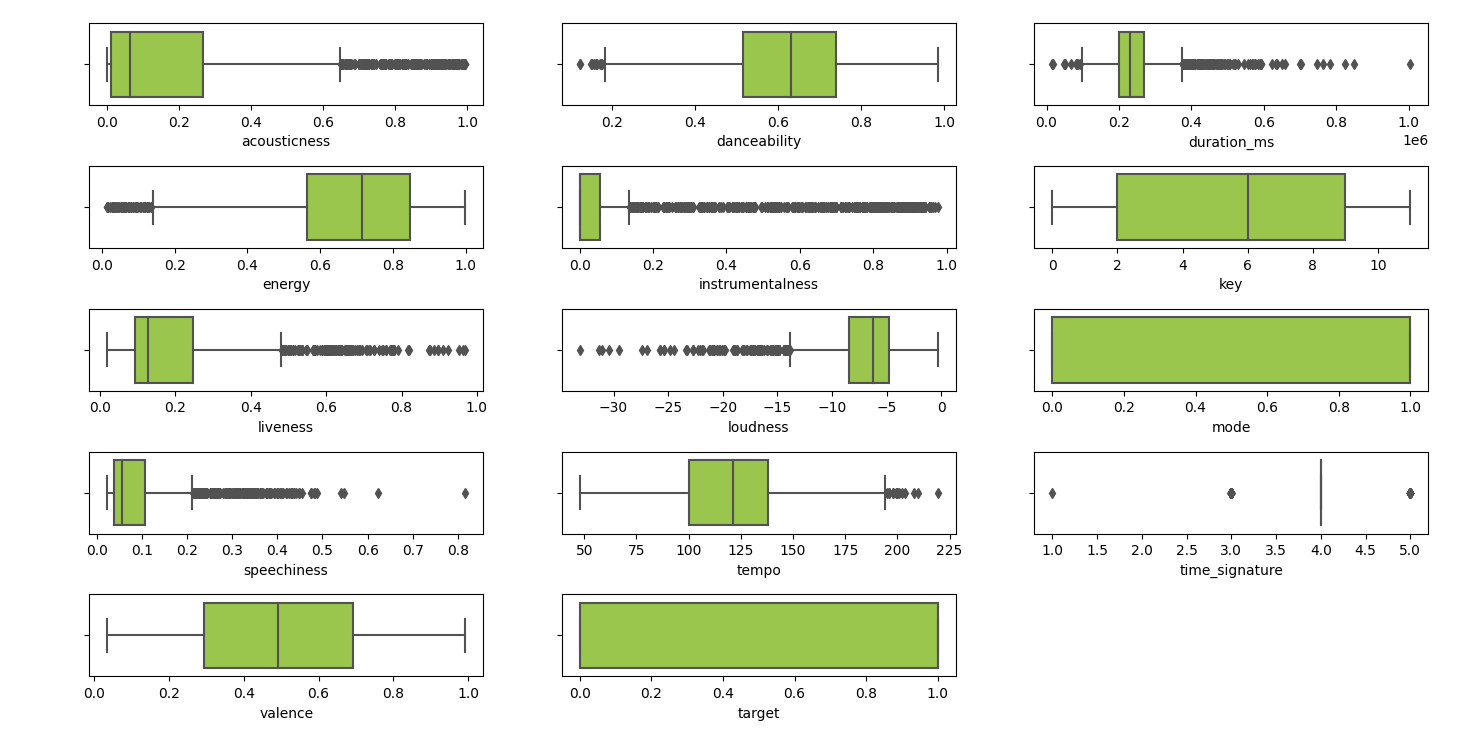 0.0 0.2 0.4 0.6 0.8 1.0
acousticness
0.2 0.4 0.6 0.8 1.0
danceability
0.0 0.2 0.4 0.6 0.8 1.0
1e6
duration_ms
0.0 0.2 0.4 0.6 0.8 1.0
energy
0.0 0.2 0.4 0.6 0.8 1.0
instrumentalness
0 2 4 6 8 10
key
0.0 0.2 0.4 0.6 0.8 1.0
liveness
−30 −25 −20 −15 −10 −5 0
loudness
0.0 0.2 0.4 0.6 0.8 1.0
mode
0.0 0.1 0.2 0.3 0.4 0.5 0.6 0.7 0.8
speechiness
50 75 100 125 150 175 200 225
tempo
1.0 1.5 2.0 2.5 3.0 3.5 4.0 4.5 5.0
time_signature
0.0 0.2 0.4 0.6 0.8 1.0
valence
0.0 0.2 0.4 0.6 0.8 1.0
target